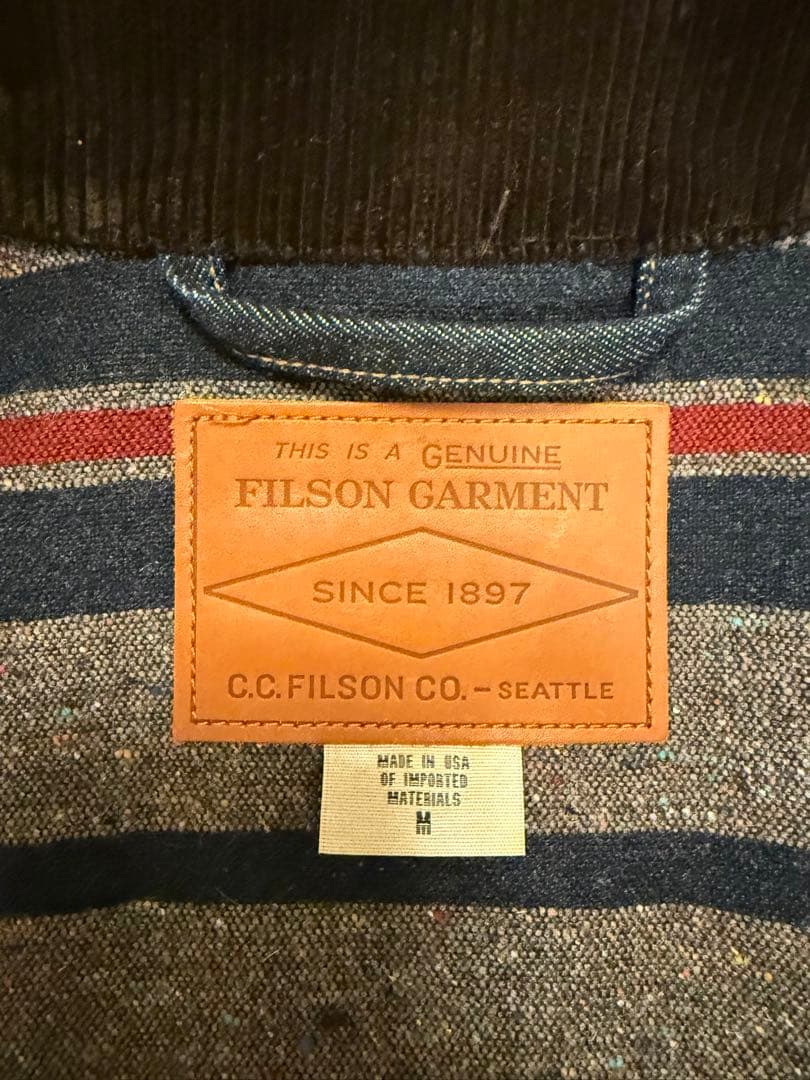 THIS IS A GENUINE
FILSON GARMENT
SINCE 1897
C.C. FILSON CO. – SEATTLE
MADE IN USA
OF IMPORTED
MATERIALS
M